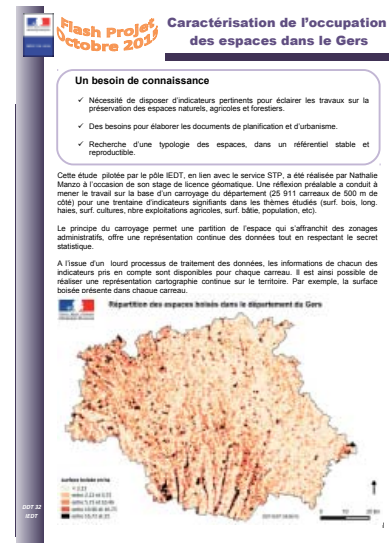 Flash Projet
Octobre 2011
Caractérisation de l'occupation
des espaces dans le Gers
Un besoin de connaissance
✓ Nécessité de disposer d'indicateurs pertinents pour éclairer les travaux sur la
préservation des espaces naturels, agricoles et forestiers.
✓ Des besoins pour élaborer les documents de planification et d'urbanisme.
✓ Recherche d'une typologie des espaces, dans un référentiel stable et
reproductible.
Cette étude pilotée par le pôle IEDT, en lien avec le service STP, a été réalisée par Nathalie
Manzo à l'occasion de son stage de licence géomatique. Une réflexion préalable a conduit à
mener le travail sur la base d'un carroyage du département (25 911 carreaux de 500 m de
côté) pour une trentaine d'indicateurs signifiants dans les thèmes étudiés (surf. bois, long.
haies, surf. cultures, nbre exploitations agricoles, surf. bâtie, population, etc).
Le principe du carroyage permet une partition de l'espace qui s'affranchit des zonages
administratifs, offre une représentation continue des données tout en respectant le secret
statistique.
A l'issue d'un lourd processus de traitement des données, les informations de chacun des
indicateurs pris en compte sont disponibles pour chaque carreau. Il est ainsi possible de
réaliser une représentation cartographie continue sur le territoire. Par exemple, la surface
boisée présente dans chaque carreau.
Répartition des espaces boisés dans le département du Gers
surface boisée en ha
DDT 32
IEDT
1